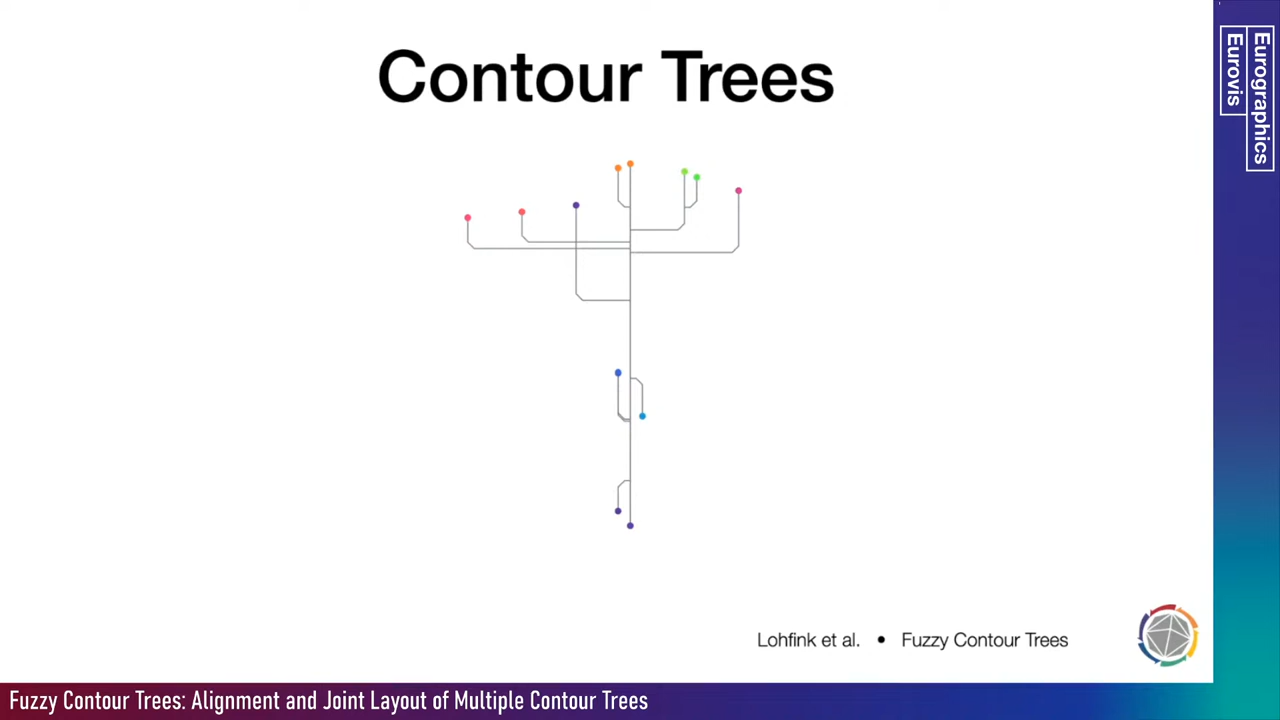 Contour Trees
Eurographics
Eurovis
Lohfink et al. • Fuzzy Contour Trees
Fuzzy Contour Trees: Alignment and Joint Layout of Multiple Contour Trees